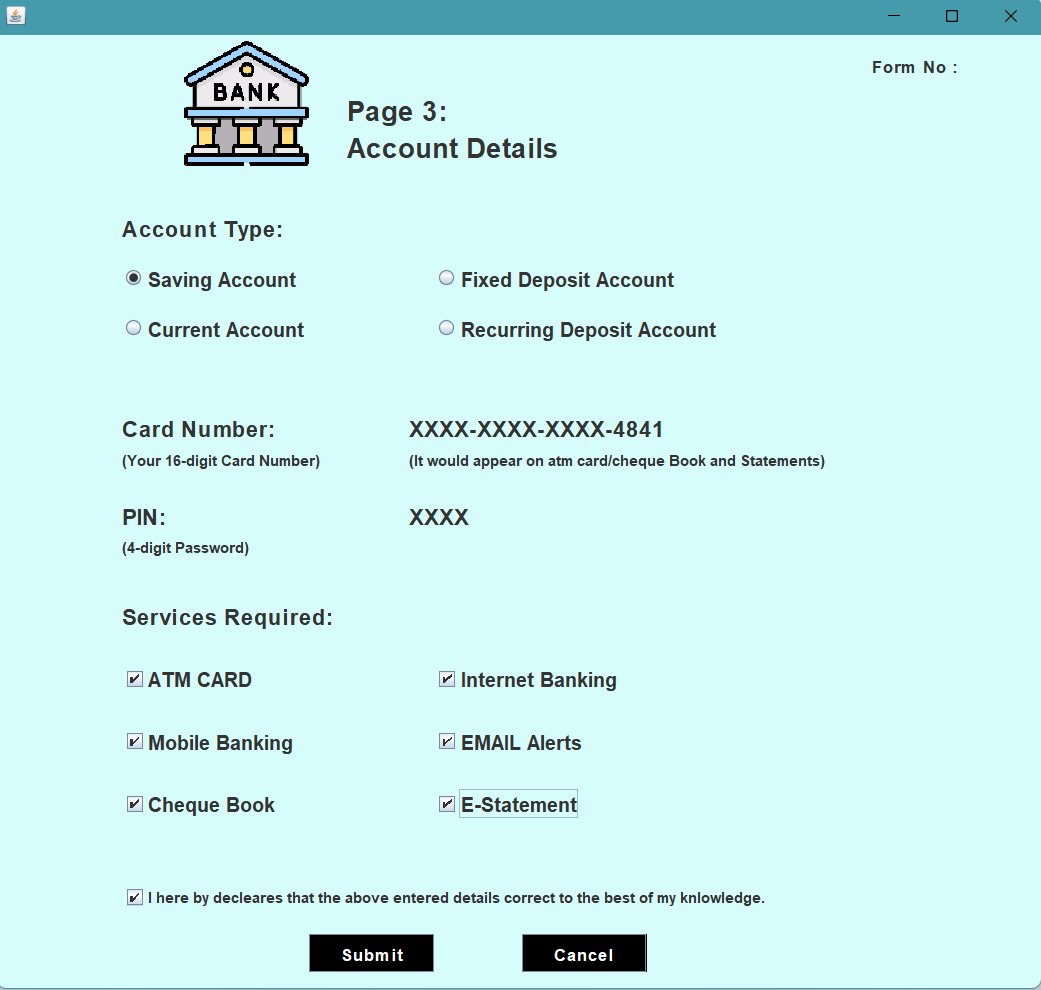 BANK
Form No :
Page 3:
Account Details
Account Type:
Saving Account
Fixed Deposit Account
Current Account
Recurring Deposit Account
Card Number:
XXXX-XXXX-XXXX-4841
(Your 16-digit Card Number)
(It would appear on atm card/cheque Book and Statements)
PIN:
XXXX
(4-digit Password)
Services Required:
ATM CARD
Internet Banking
Mobile Banking
EMAIL Alerts
Cheque Book
E-Statement
I here by decleares that the above entered details correct to the best of my knlowledge.
Submit
Cancel